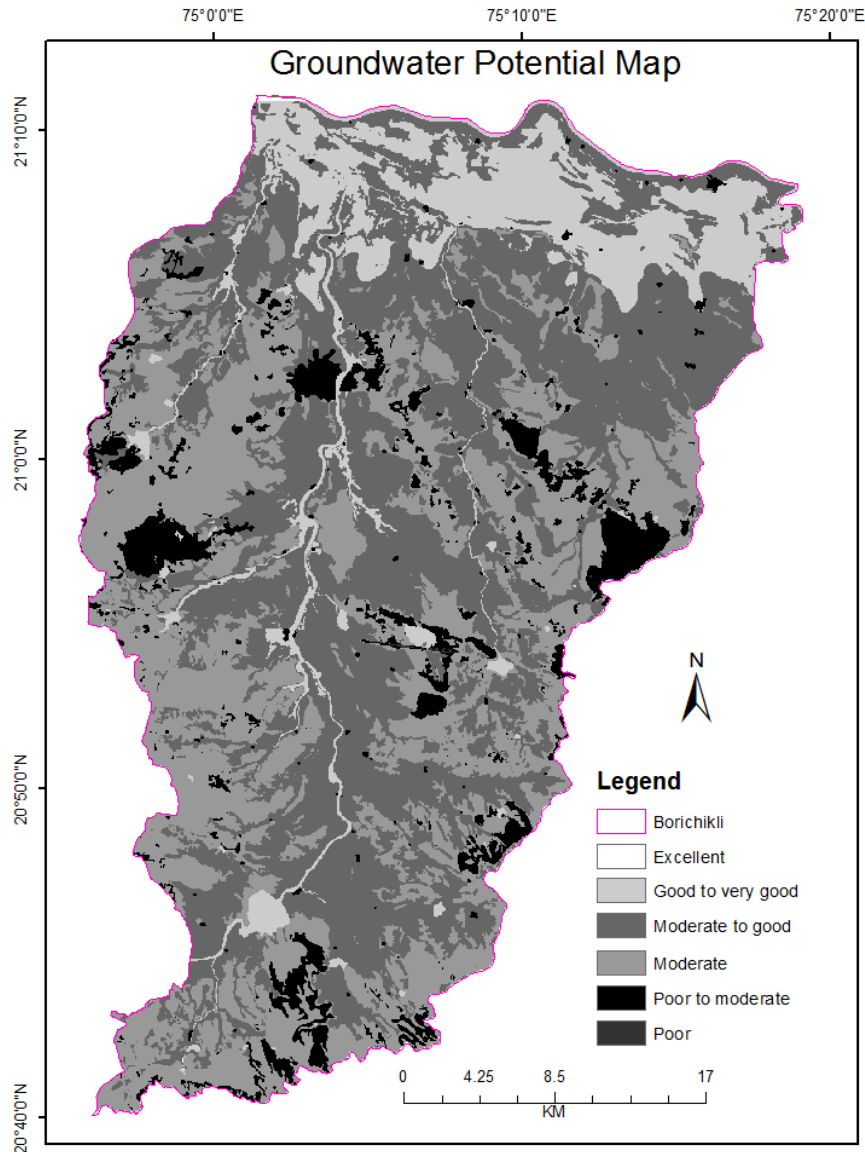 75°0'0"E
75°10'0"E
75°20'0"E
Groundwater Potential Map
21°10'0"N
21°0'0"N
20°50'0"N
20°40'0"N
N
Legend
Borichikli
Excellent
Good to very good
Moderate to good
Moderate
Poor to moderate
Poor
0 4.25 8.5 17
KM